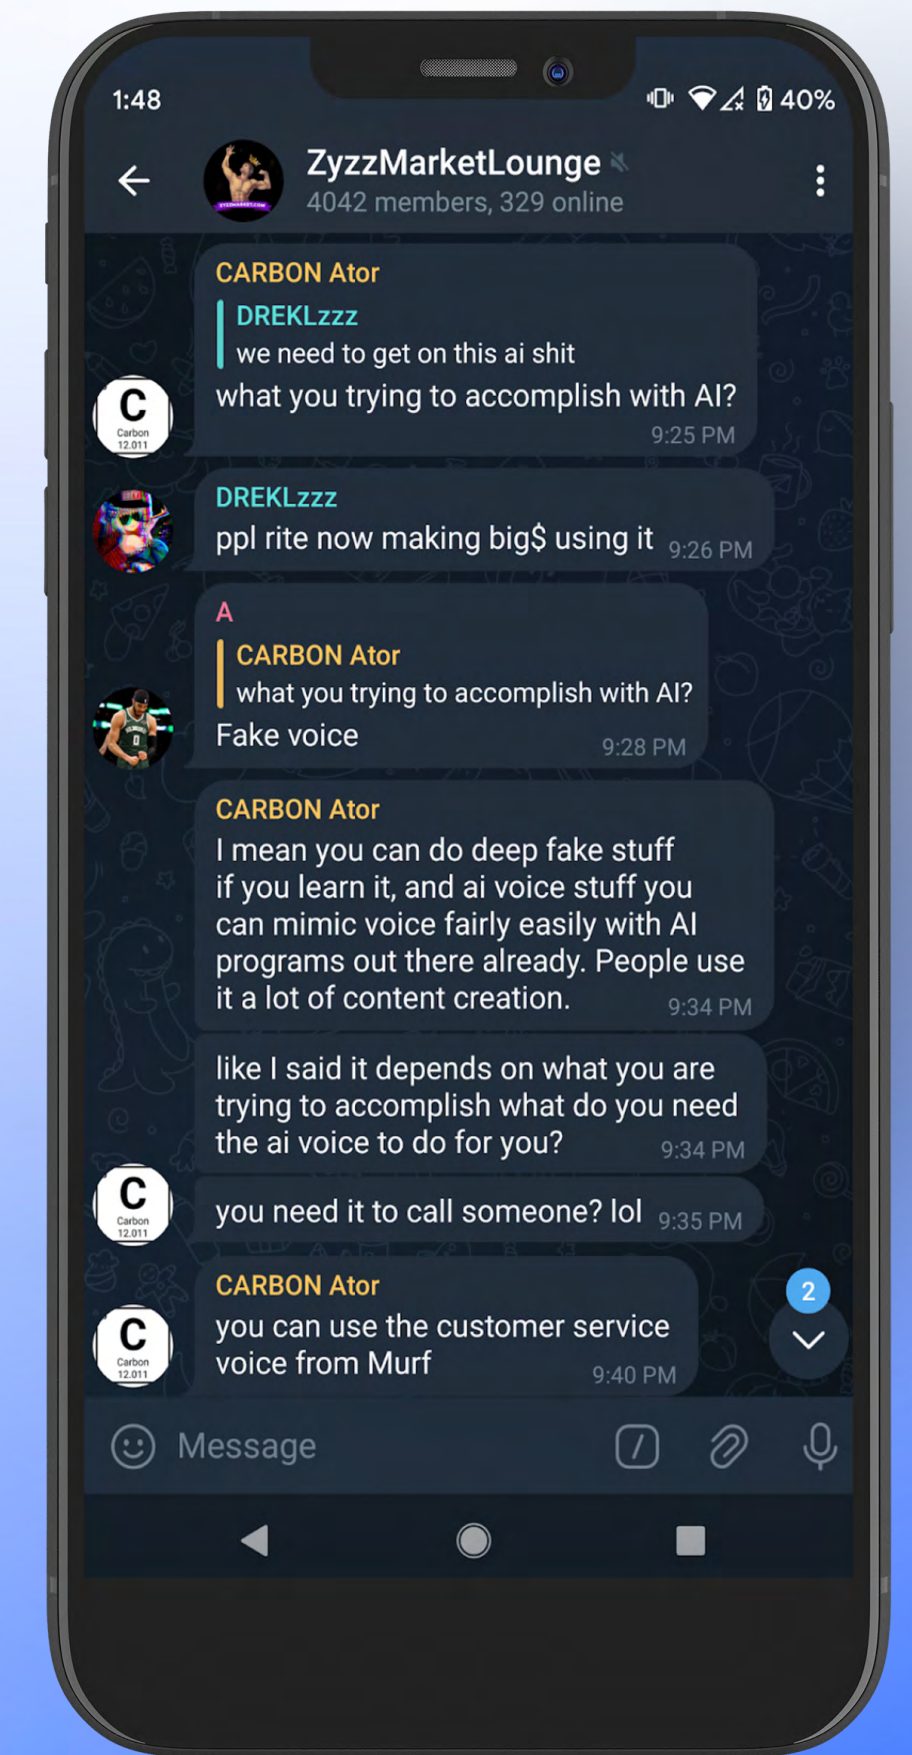 1:48
40%
ZyzzMarketLounge
4042 members, 329 online
CARBON Ator
DREKLzzz
we need to get on this ai shit
what you trying to accomplish with AI?
9:25 PM
C
Carbon
12.011
DREKLzzz
ppl rite now making big$ using it 9:26 PM
A
CARBON Ator
what you trying to accomplish with AI?
Fake voice 9:28 PM
CARBON Ator
I mean you can do deep fake stuff
if you learn it, and ai voice stuff you
can mimic voice fairly easily with AI
programs out there already. People use
it a lot of content creation. 9:34 PM
like I said it depends on what you are
trying to accomplish what do you need
the ai voice to do for you? 9:34 PM
C
Carbon
12.011
you need it to call someone? lol 9:35 PM
CARBON Ator
2
you can use the customer service
voice from Murf 9:40 PM
C
Carbon
12.011
Message